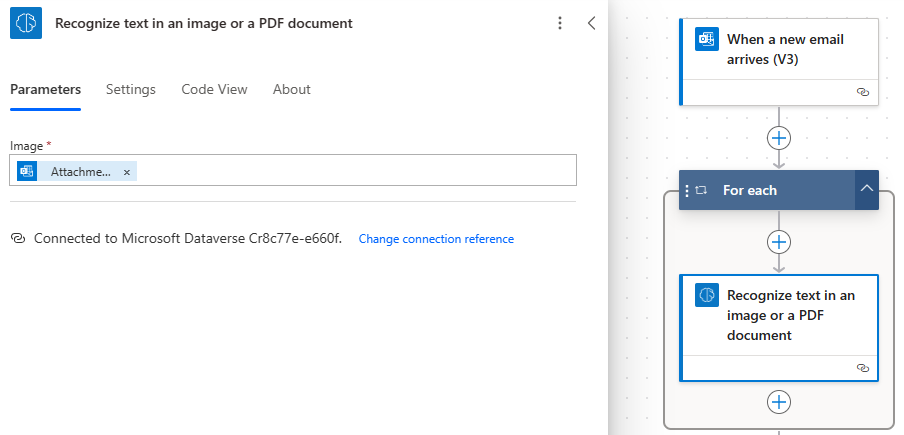 Recognize text in an image or a PDF document
Parameters
Settings
Code View
About
Image *
Attachme... ×
Connected to Microsoft Dataverse Cr8c77e-e660f.
Change connection reference
When a new email
arrives (V3)
For each
Recognize text in an
image or a PDF
document